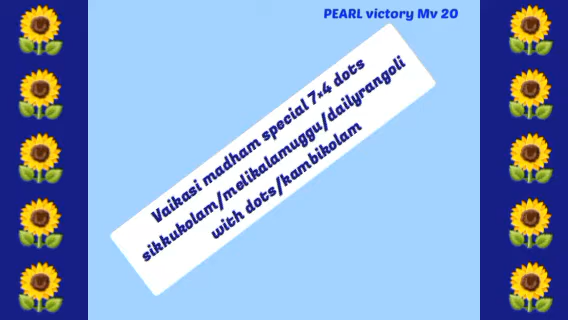 PEARL victory Mv 20
Vaikasi madham special 7×4 dots
sikkukolam/melikalamuggu/dailyrangoli
with dots/kambikolam